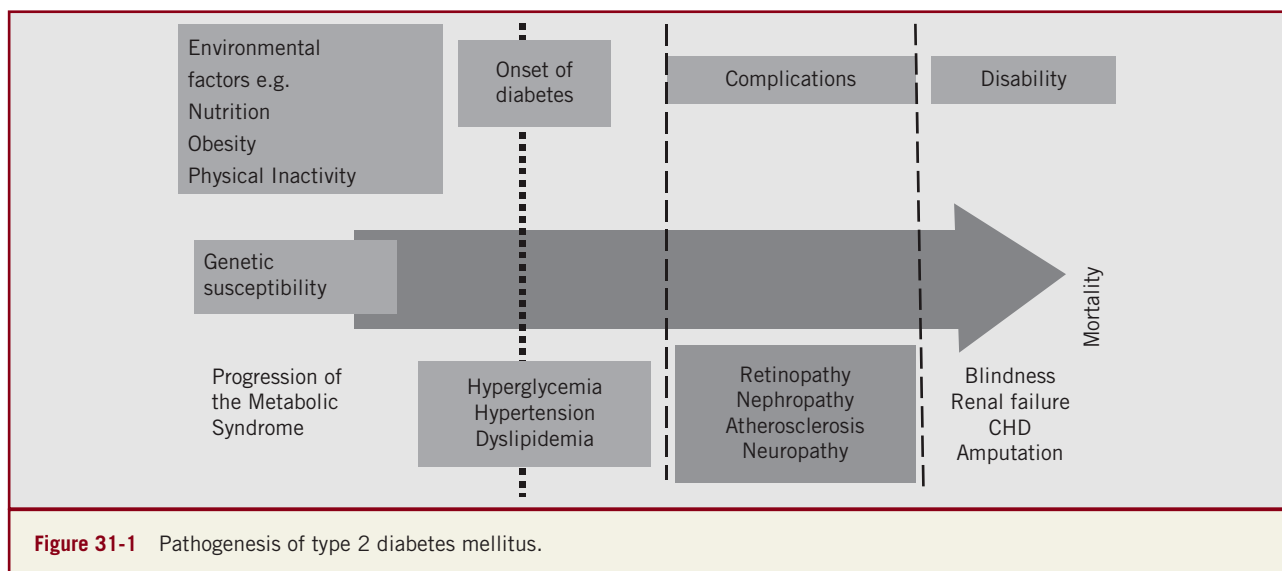 Environmental
factors e.g.
Nutrition
Obesity
Physical Inactivity
Onset of
diabetes
Complications
Disability
Genetic
susceptibility
Mortality
Progression of
the Metabolic
Syndrome
Hyperglycemia
Hypertension
Dyslipidemia
Retinopathy
Nephropathy
Atherosclerosis
Neuropathy
Blindness
Renal failure
CHD
Amputation
Figure 31-1 Pathogenesis of type 2 diabetes mellitus.